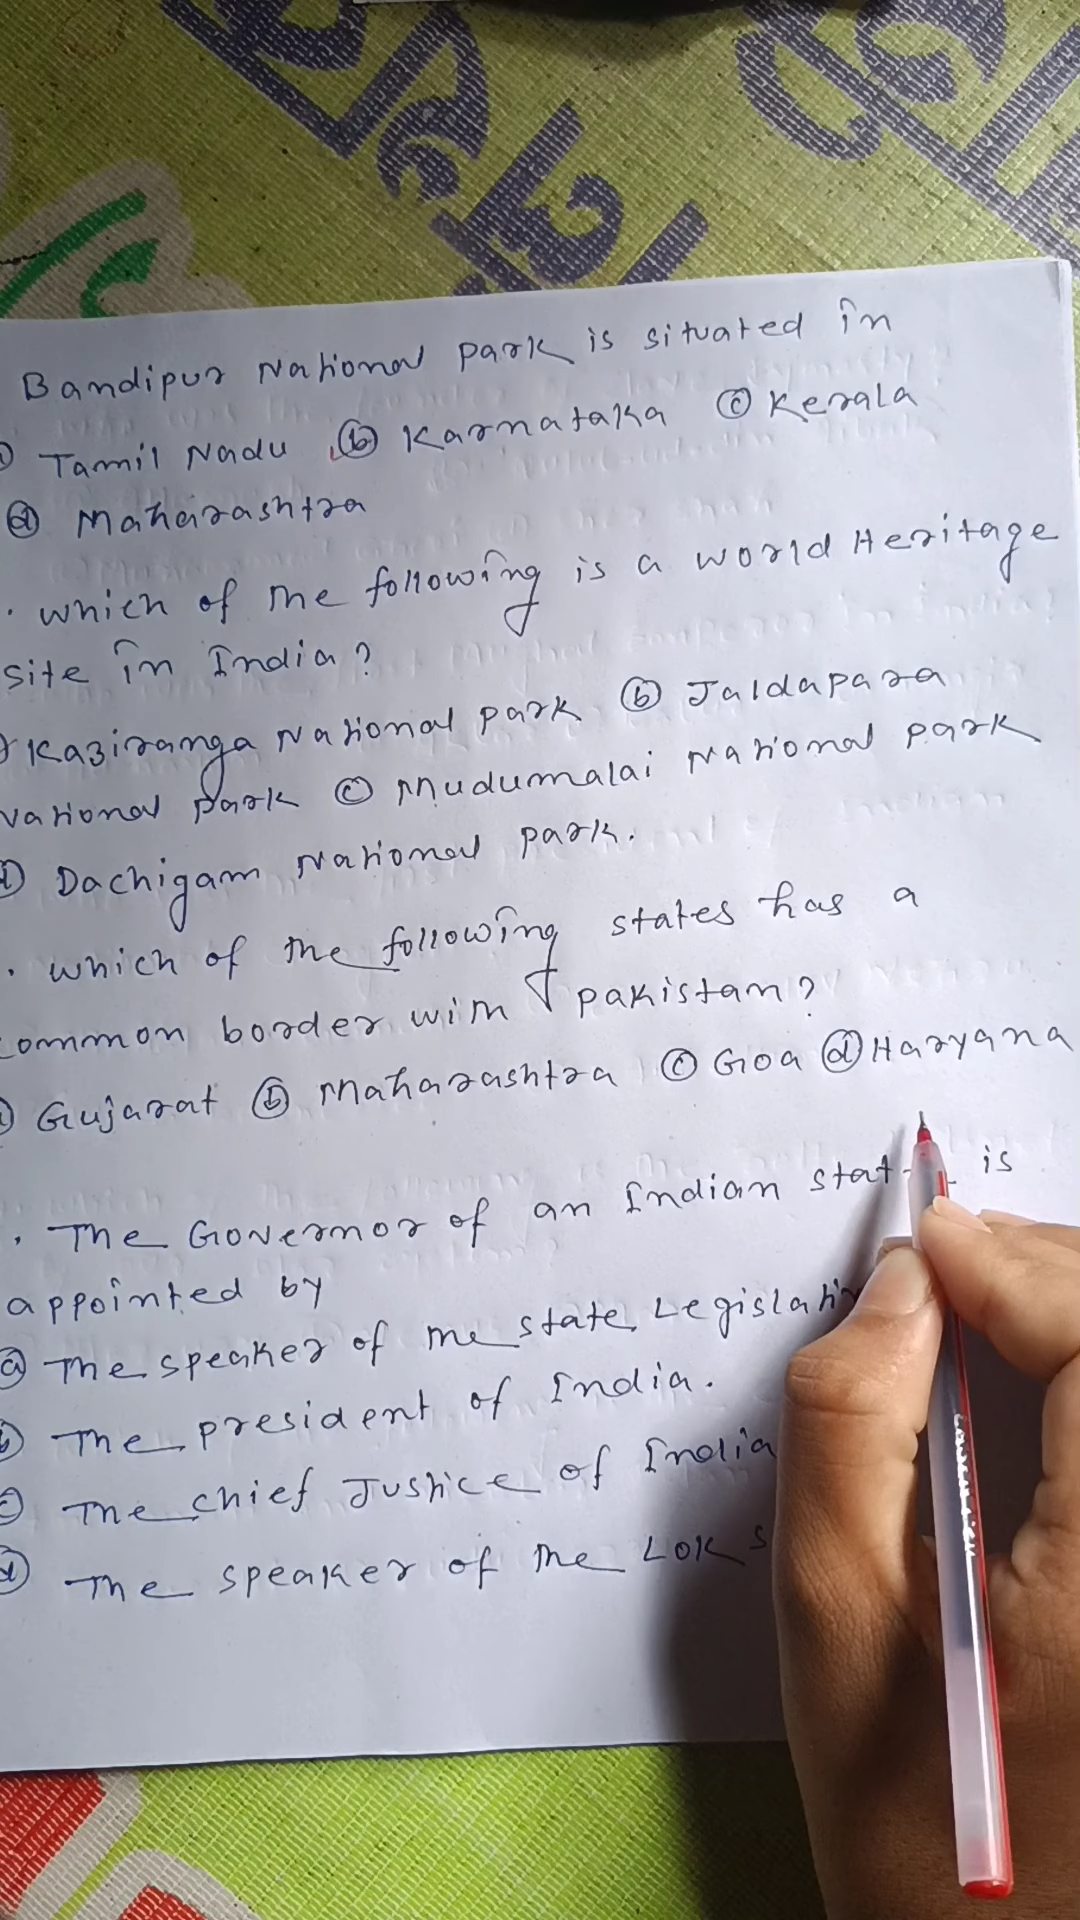 Bandipur National park is situated in
Tamil Nadu ⓑ Karnataka ⓒ Kerala
ⓓ Maharashtra
. which of the following is a world Heritage
site in India?
Kaziranga National park ⓑ Jaldapara
National park ⓒ Mudumalai National park
ⓓ Dachigam National park.
. which of the following states has a
common border with pakistan?
Gujarat ⓑ Maharashtra ⓒ Goa ⓓ Haryana
. The Governor of an Indian state is
appointed by
ⓐ The speaker of the state Legislati
ⓑ The president of India.
ⓒ The chief Justice of India
ⓓ The speaker of the Lok S